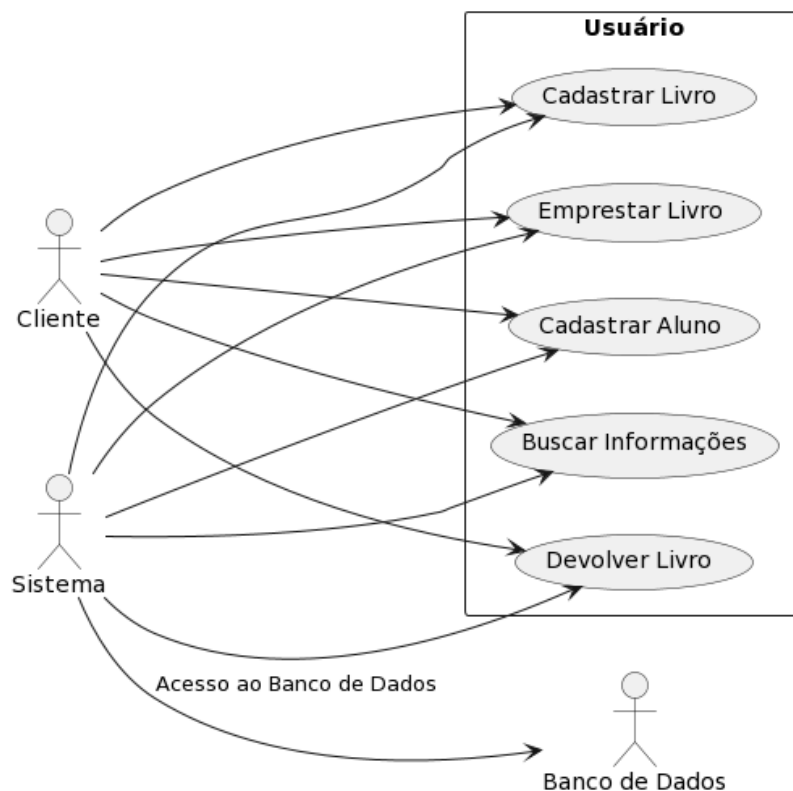 Usuário
Cadastrar Livro
Emprestar Livro
Cliente
Cadastrar Aluno
Buscar Informações
Devolver Livro
Sistema
Acesso ao Banco de Dados
Banco de Dados